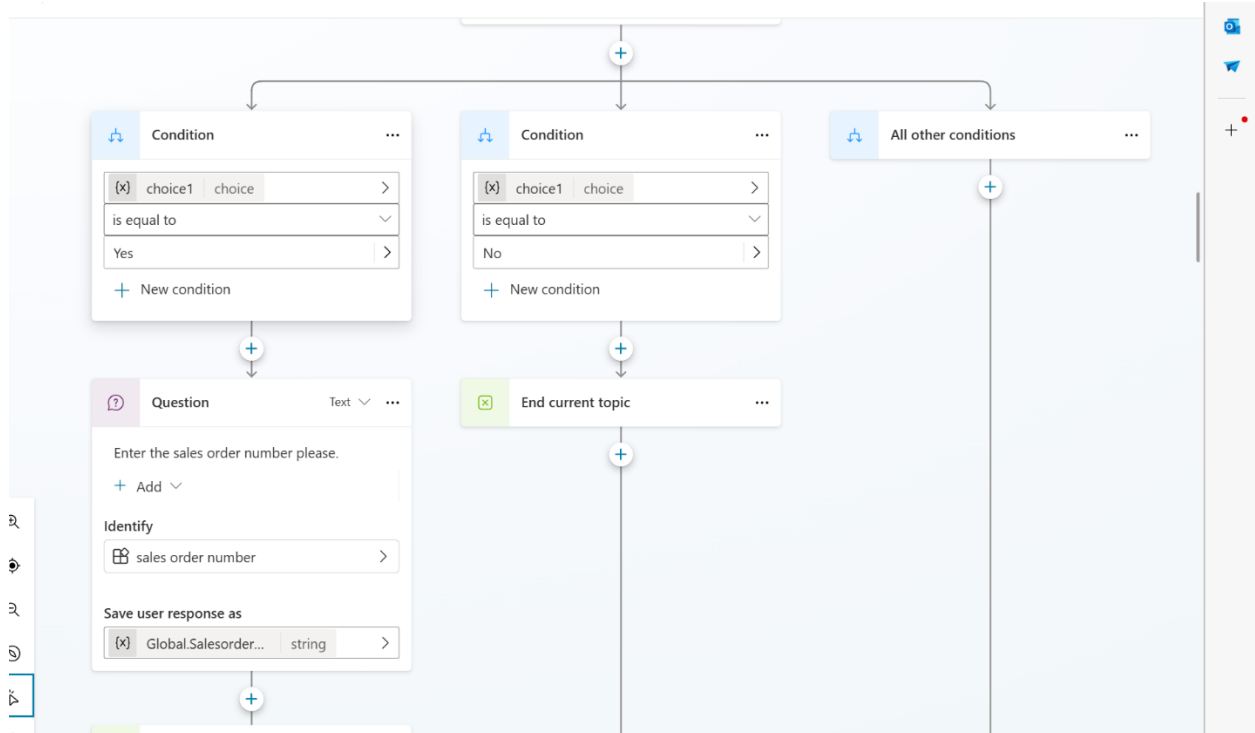 Condition
{x} choice1 choice
is equal to
Yes
New condition
Condition
{x} choice1 choice
is equal to
No
New condition
All other conditions
Question Text
Enter the sales order number please.
Add
Identify
sales order number
Save user response as
{x} Global.Salesorder... string
End current topic